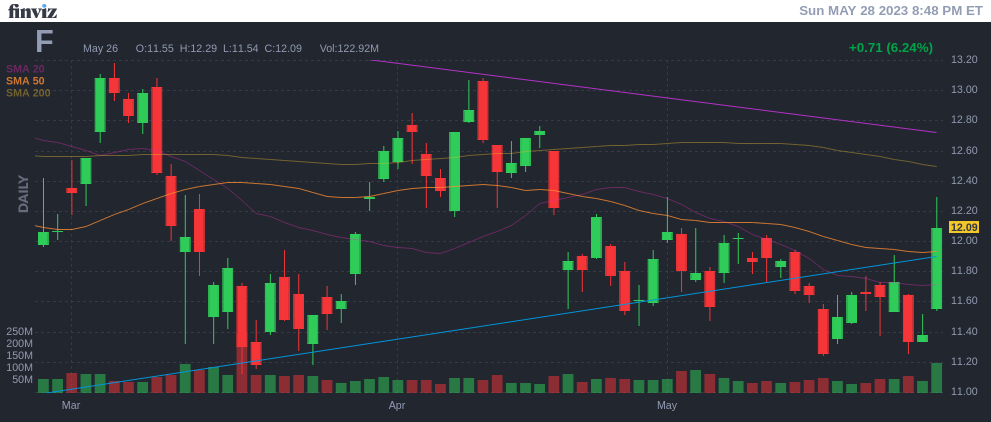 finviz
Sun MAY 28 2023 8:48 PM ET
F
May 26 O:11.55 H:12.29 L:11.54 C:12.09 Vol:122.92M
+0.71 (6.24%)
SMA 20
SMA 50
SMA 200
DAILY
13.20
13.00
12.80
12.60
12.40
12.20
12.09
12.00
11.80
11.60
11.40
11.20
11.00
250M
200M
150M
100M
50M
Mar
Apr
May